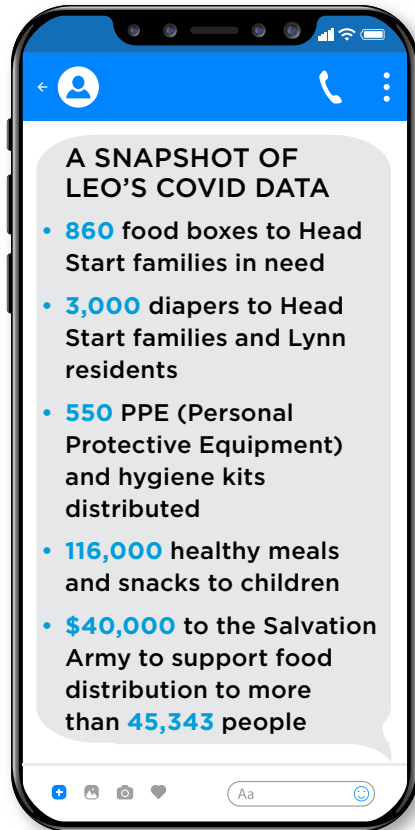 A SNAPSHOT OF
LEO’S COVID DATA
• 860 food boxes to Head
Start families in need
• 3,000 diapers to Head
Start families and Lynn
residents
• 550 PPE (Personal
Protective Equipment)
and hygiene kits
distributed
• 116,000 healthy meals
and snacks to children
• $40,000 to the Salvation
Army to support food
distribution to more
than 45,343 people
Aa